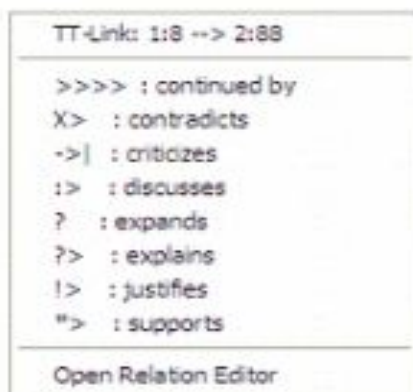 TT-Link: 1:8 --> 2:88
>>>> : continued by
X> : contradicts
->| : criticizes
:> : discusses
? : expands
?> : explains
!> : justifies
"> : supports
Open Relation Editor